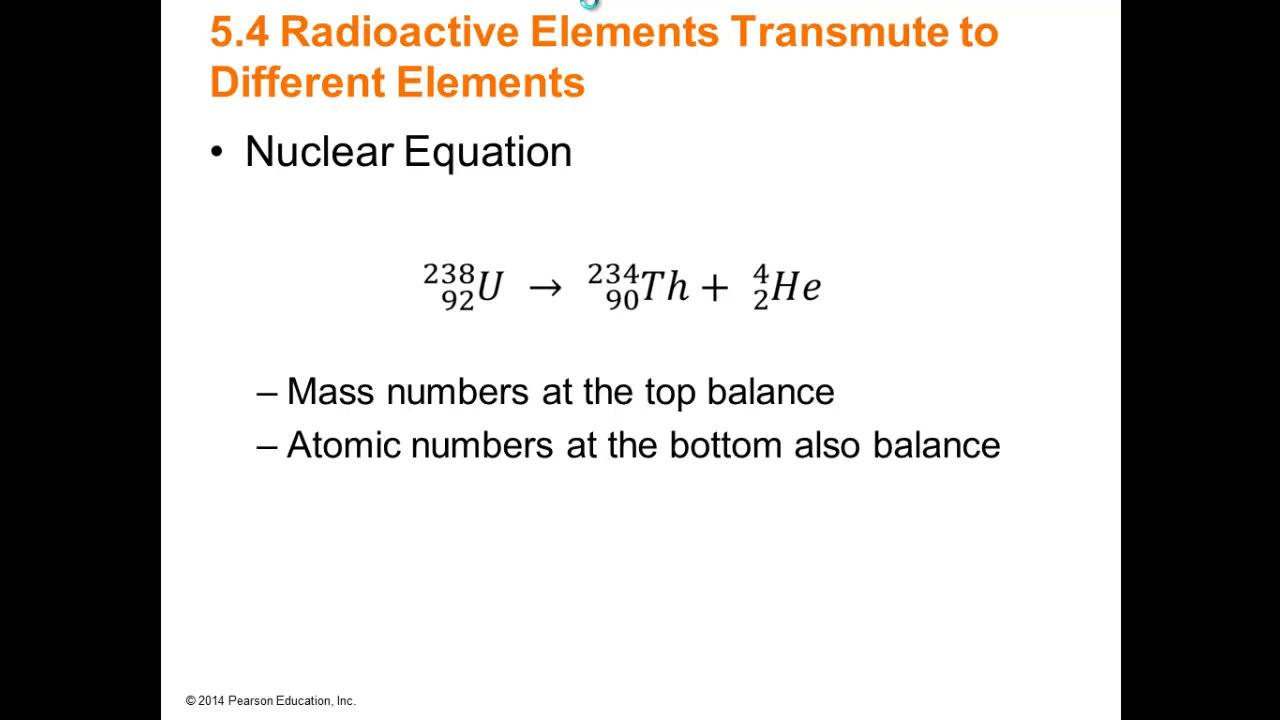 5.4 Radioactive Elements Transmute to
Different Elements
• Nuclear Equation
²³⁸₉₂U → ²³⁴₉₀Th + ⁴₂He
– Mass numbers at the top balance
– Atomic numbers at the bottom also balance
© 2014 Pearson Education, Inc.